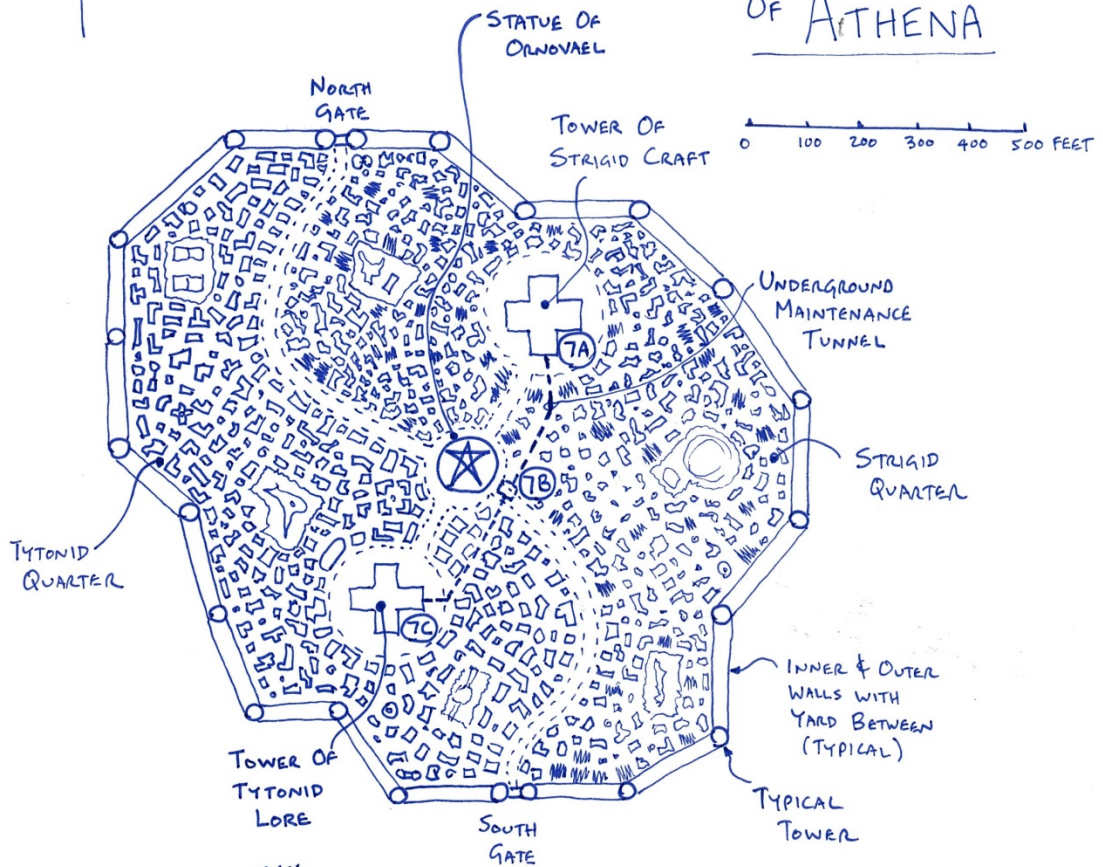 STATUE OF
ORNOVAEL
OF ATHENA
NORTH
GATE
TOWER OF
STRIGID CRAFT
0 100 200 300 400 500 FEET
UNDERGROUND
MAINTENANCE
TUNNEL
7A
STRIGID
QUARTER
7B
TYTONID
QUARTER
7C
INNER & OUTER
WALLS WITH
YARD BETWEEN
(TYPICAL)
TOWER OF
TYTONID
LORE
TYPICAL
TOWER
SOUTH
GATE